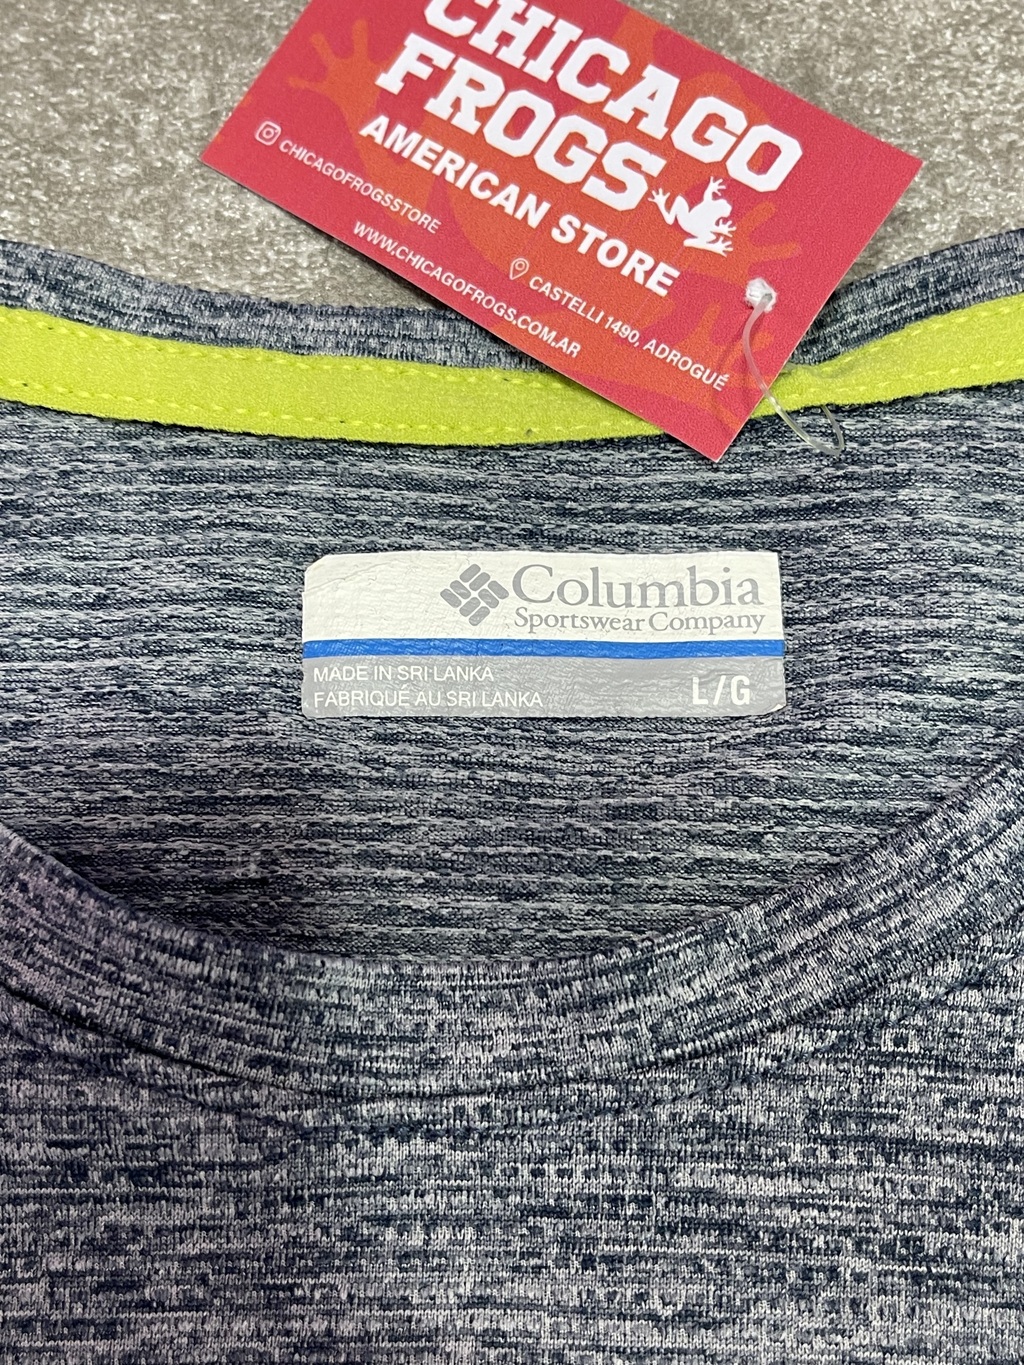 CHICAGO
FROGS
AMERICAN STORE
CHICAGOFROGSSTORE
WWW.CHICAGOFROGS.COM.AR
CASTELLI 1490, ADROGUÉ
Columbia
Sportswear Company
MADE IN SRI LANKA
FABRIQUÉ AU SRI LANKA
L/G